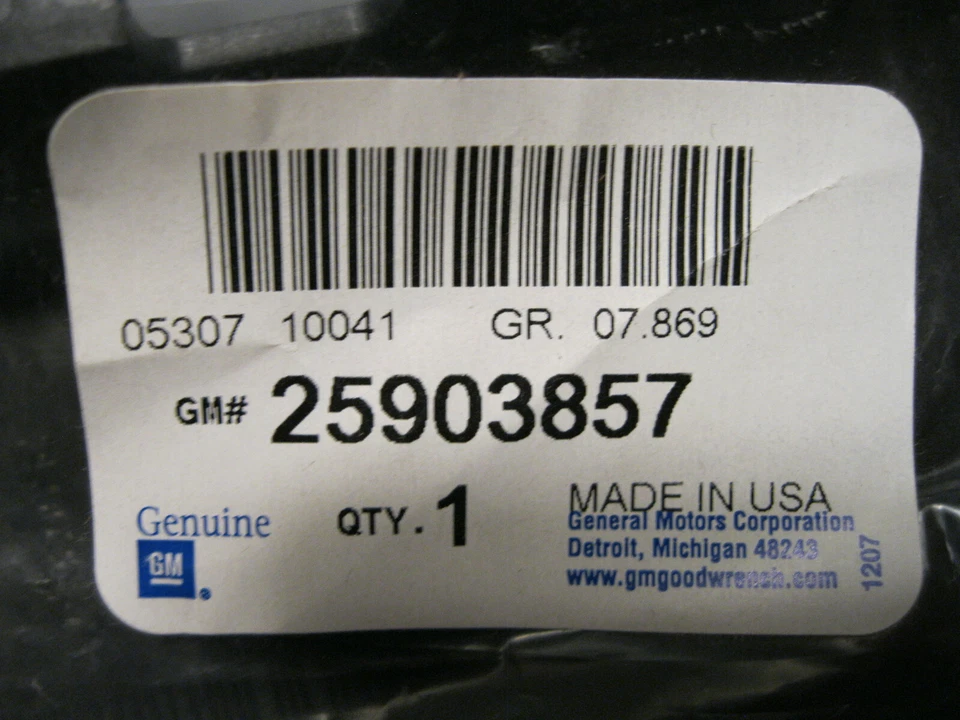 05307 10041 GR. 07.869
GM# 25903857
Genuine
GM
QTY. 1
MADE IN USA
General Motors Corporation
Detroit, Michigan 48243
www.gmgoodwrench.com
1207